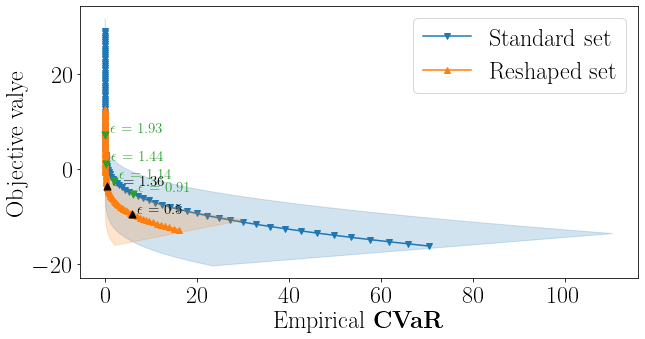 Standard set
Reshaped set
Objective valye
20
0
−20
ϵ = 1.93
ϵ = 1.44
ϵ = 1.14
ϵ = 1.36
ϵ = 0.91
ϵ = 0.5
0 20 40 60 80 100
Empirical CVaR